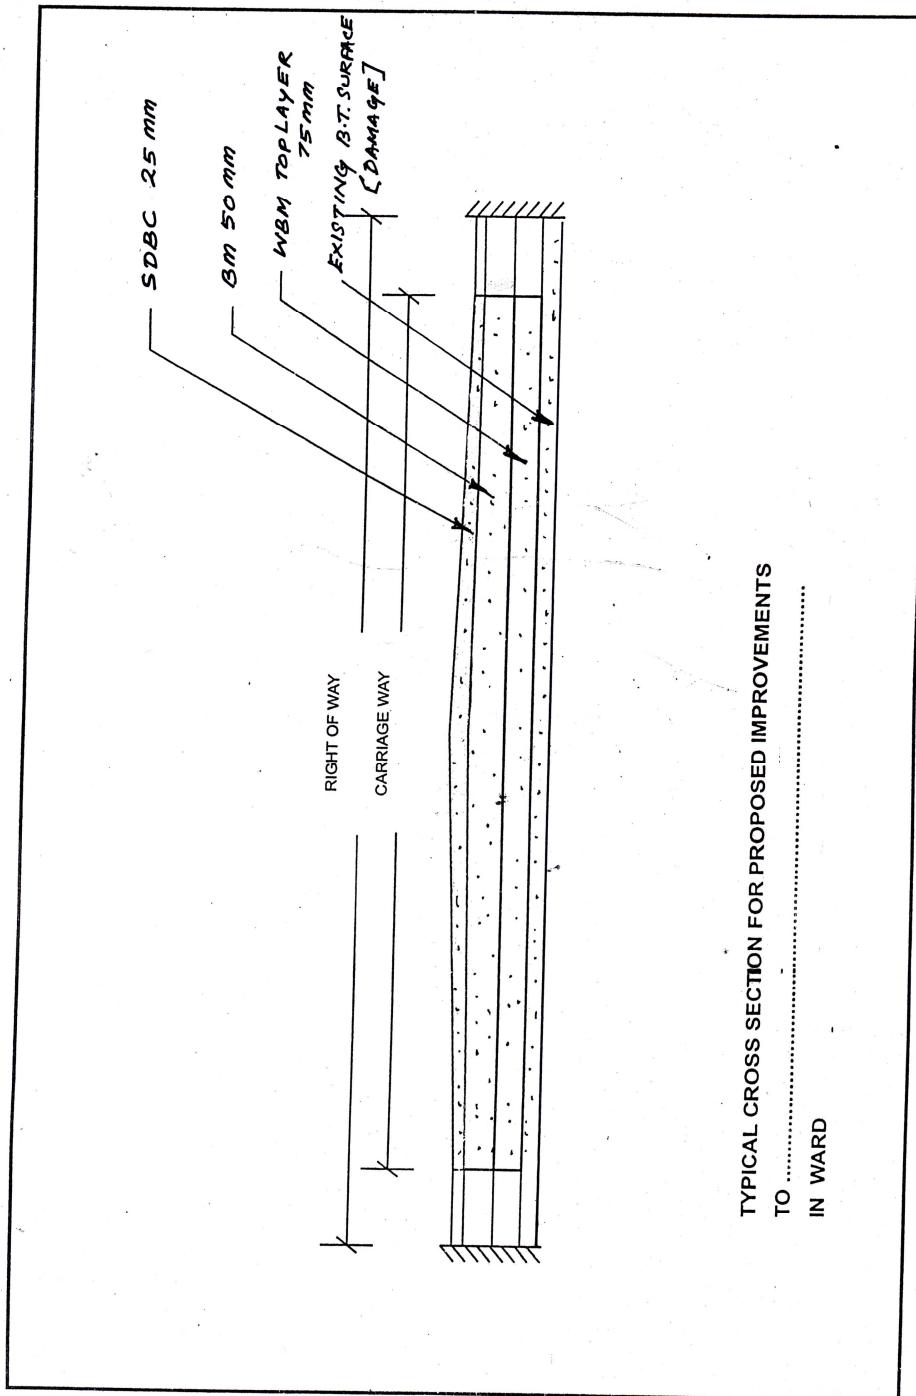 SDBC 25 mm
BM 50 mm
WBM TOP LAYER
75 mm
EXISTING B.T. SURFACE
[DAMAGE]
RIGHT OF WAY
CARRIAGE WAY
TYPICAL CROSS SECTION FOR PROPOSED IMPROVEMENTS
TO ........................................................................
IN WARD